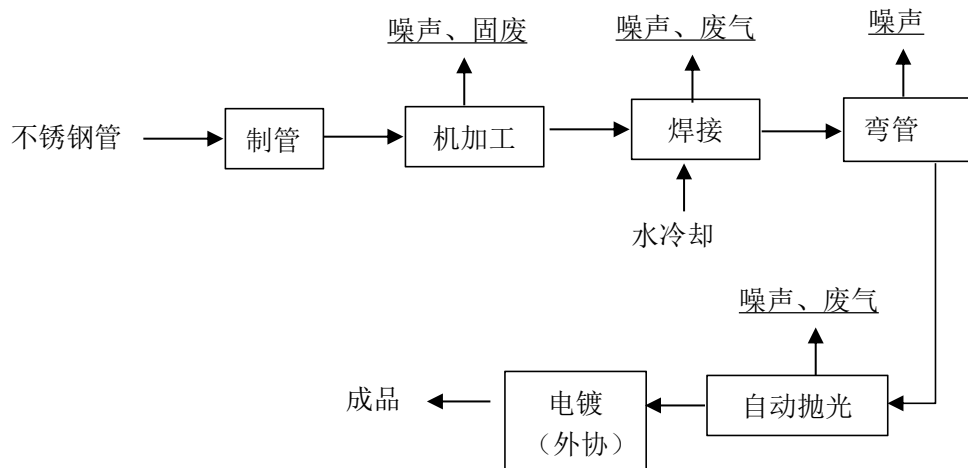 噪声、固废
噪声、废气
噪声
不锈钢管
制管
机加工
焊接
弯管
水冷却
噪声、废气
成品
电镀
（外协）
自动抛光